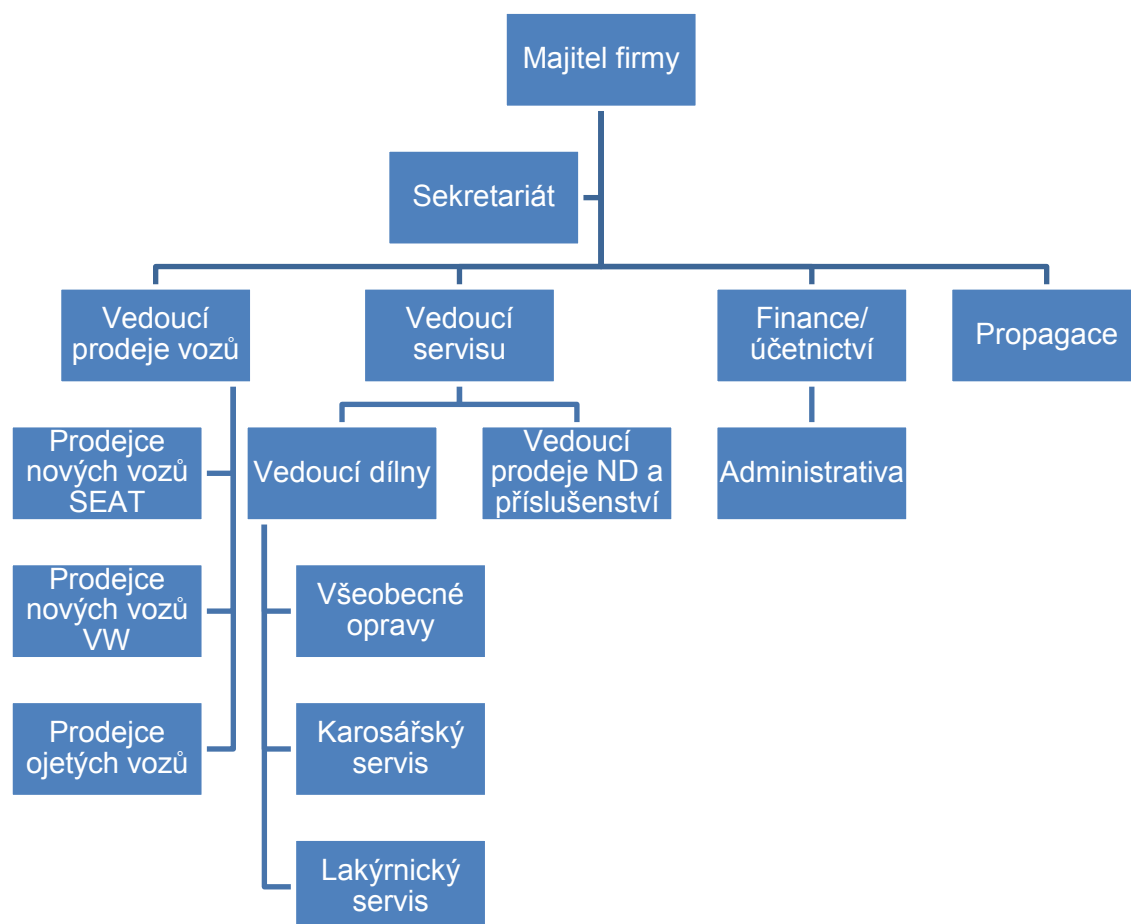 Majitel firmy
Sekretariát
Vedoucí
prodeje vozů
Vedoucí
servisu
Finance/
účetnictví
Propagace
Prodejce
nových vozů
SEAT
Vedoucí dílny
Vedoucí
prodeje ND a
příslušenství
Administrativa
Prodejce
nových vozů
VW
Všeobecné
opravy
Prodejce
ojetých vozů
Karosářský
servis
Lakýrnický
servis